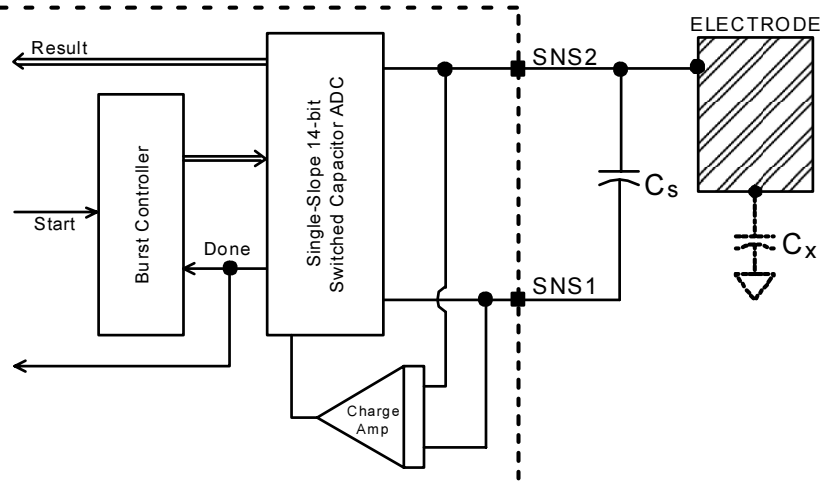 ELECTRODE
Result
SNS2
Single-Slope 14-bit
Switched Capacitor ADC
Burst Controller
Cs
Start
Done
Cx
SNS1
Charge
Amp